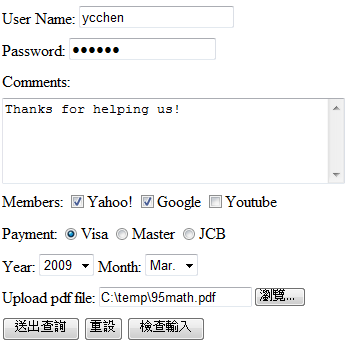 User Name: ycchen
Password: ●●●●●●
Comments:
Thanks for helping us!
Members: Yahoo! Google Youtube
Payment: Visa Master JCB
Year: 2009 Month: Mar.
Upload pdf file: C:\temp\95math.pdf 瀏覽...
送出查詢 重設 檢查輸入